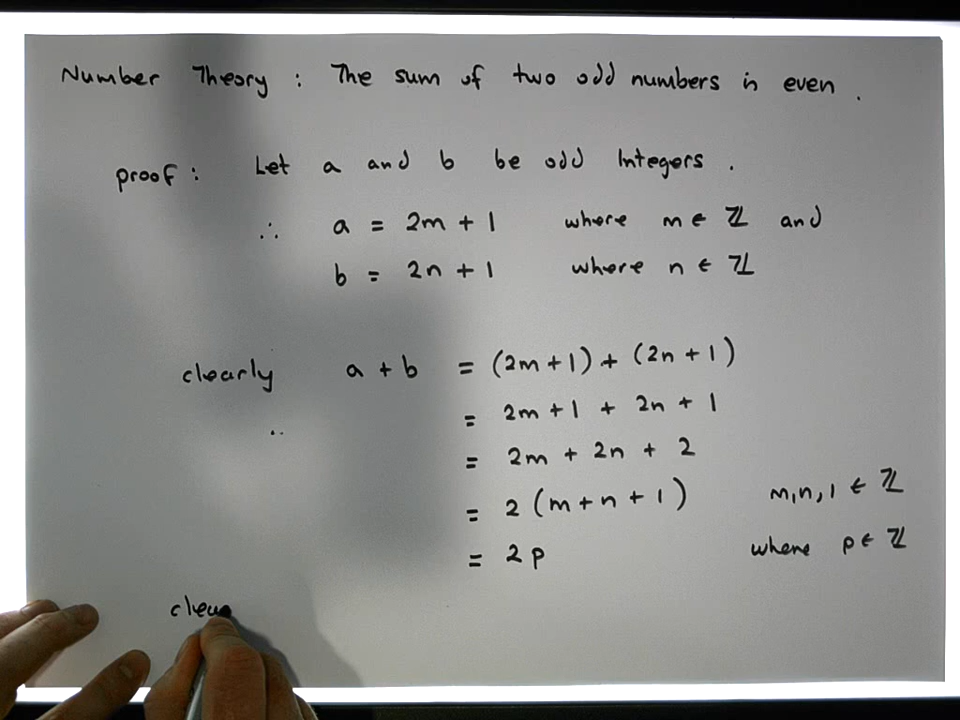 Number Theory : The sum of two odd numbers is even .
proof : Let a and b be odd Integers .
∴ a = 2m + 1 where m ∈ ℤ and
b = 2n + 1 where n ∈ ℤ
clearly a + b = (2m+1) + (2n+1)
= 2m + 1 + 2n + 1
= 2m + 2n + 2
= 2 (m+n+1) m,n,1 ∈ ℤ
= 2p where p ∈ ℤ